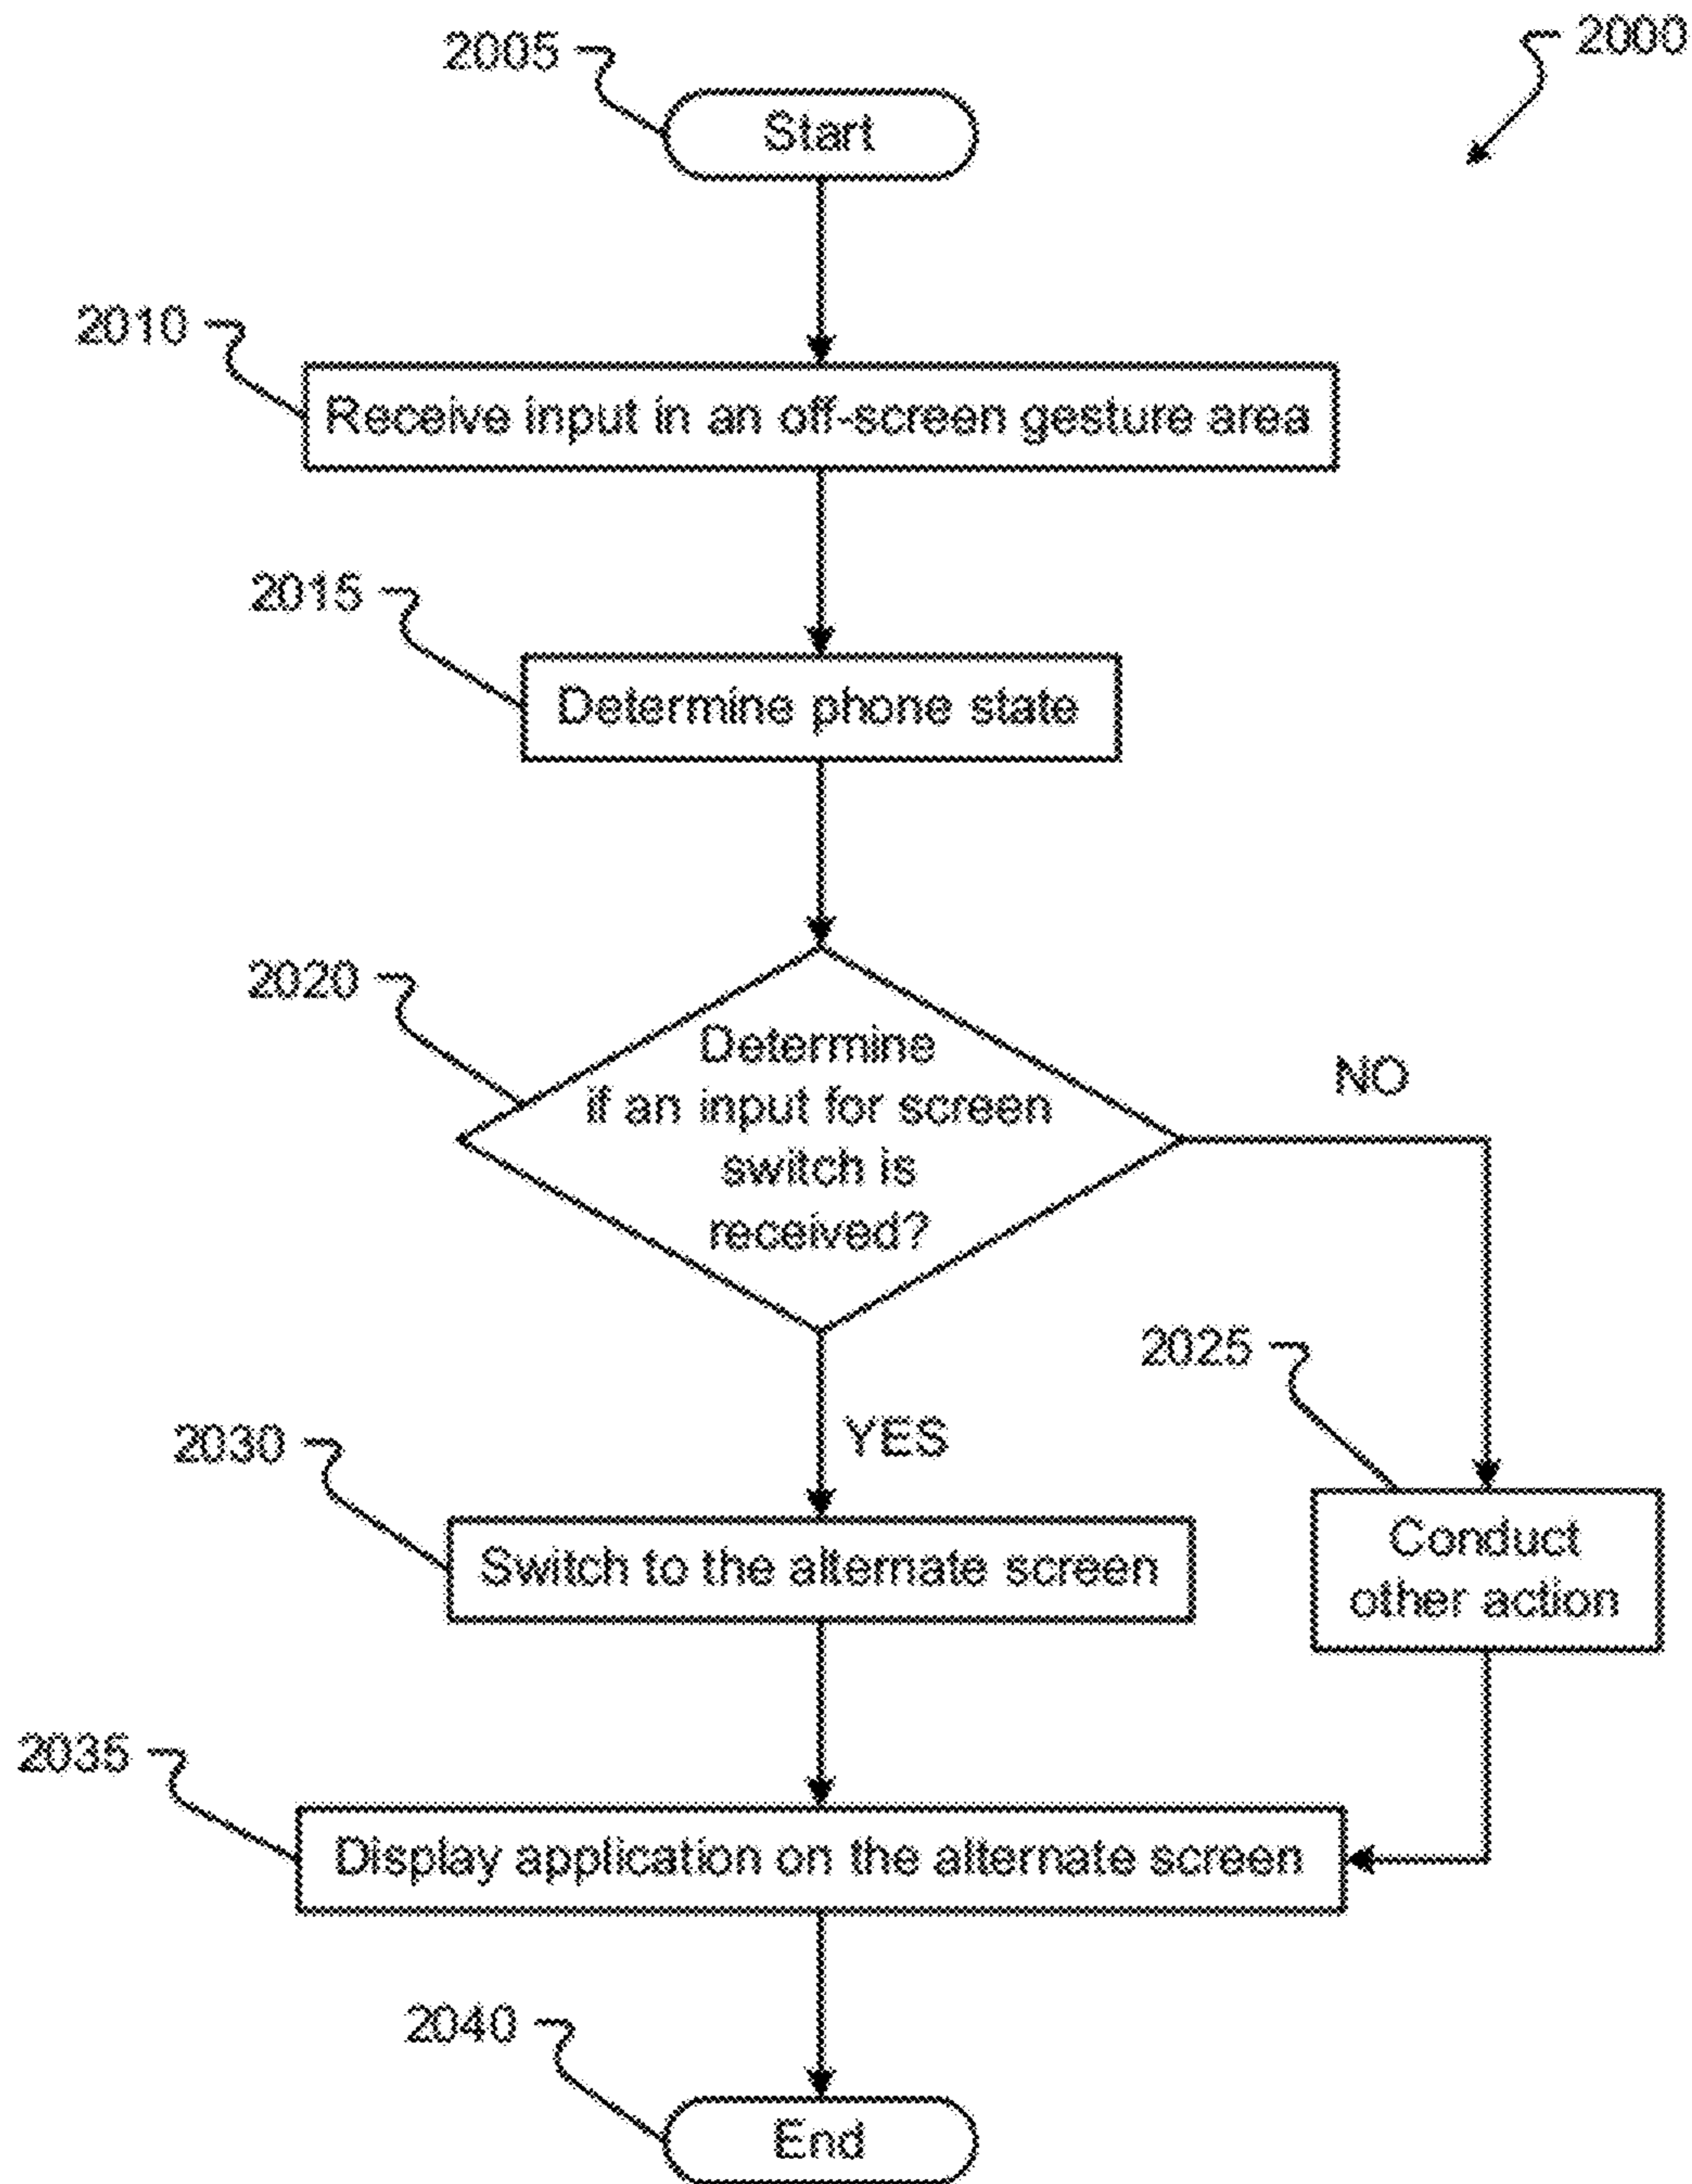 2000
2005
Start
2010
Receive input in an off-screen gesture area
2015
Determine phone state
2020
Determine
if an input for screen
switch is
received?
NO
YES
2025
Conduct
other action
2030
Switch to the alternate screen
2035
Display application on the alternate screen
2040
End